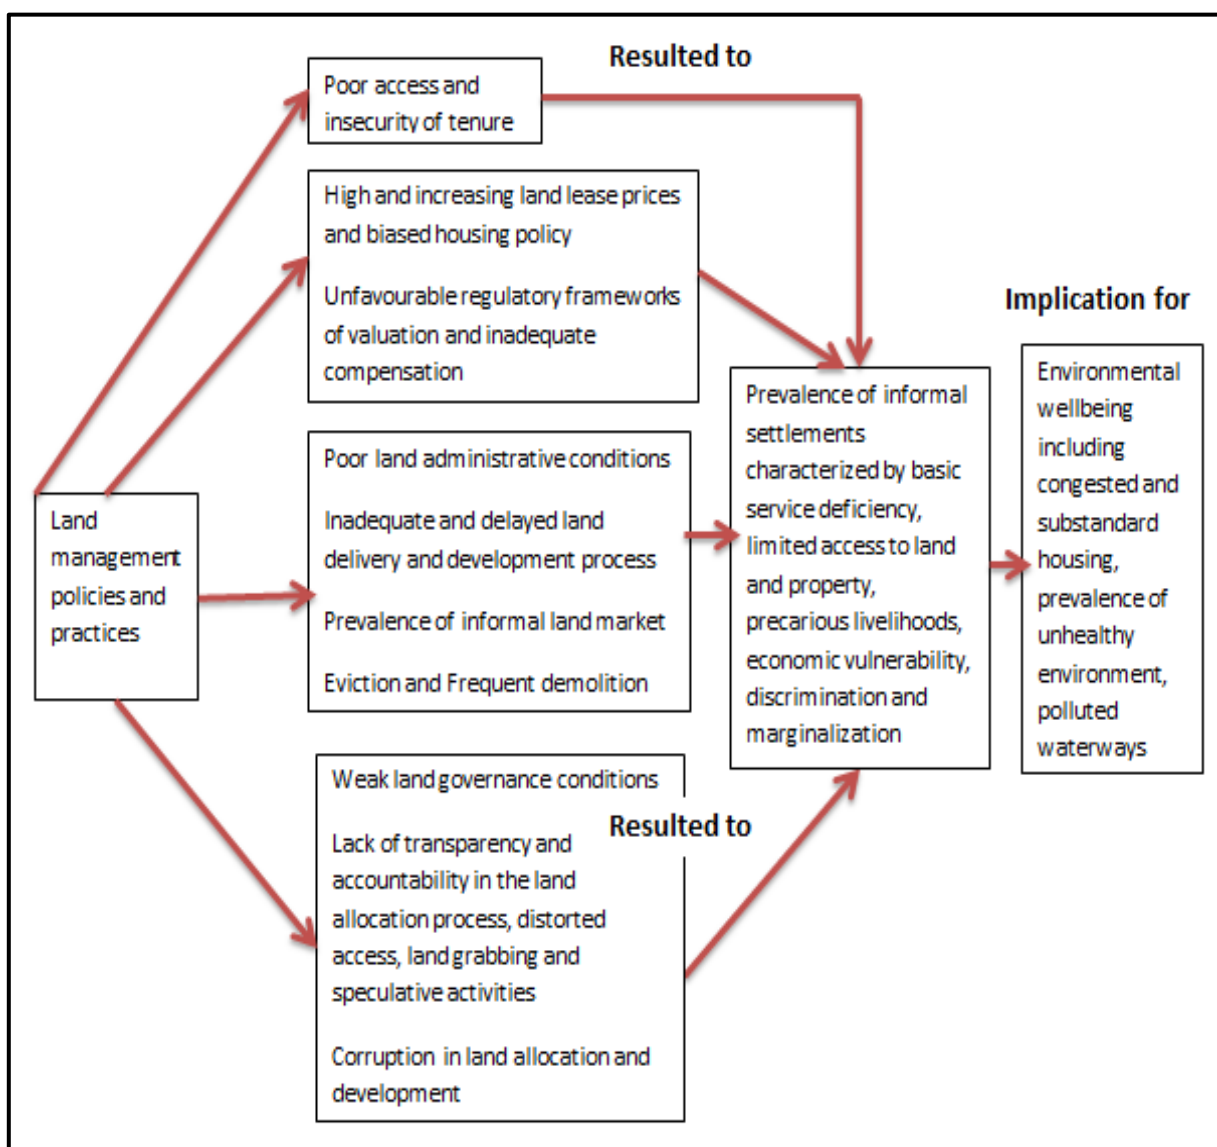 Resulted to
Poor access and
insecurity of tenure
High and increasing land lease prices
and biased housing policy
Unfavourable regulatory frameworks
of valuation and inadequate
compensation
Poor land administrative conditions
Inadequate and delayed land
delivery and development process
Prevalence of informal land market
Eviction and Frequent demolition
Land
management
policies and
practices
Weak land governance conditions
Lack of transparency and
accountability in the land
allocation process, distorted
access, land grabbing and
speculative activities
Corruption in land allocation and
development
Resulted to
Prevalence of informal
settlements
characterized by basic
service deficiency,
limited access to land
and property,
precarious livelihoods,
economic vulnerability,
discrimination and
marginalization
Implication for
Environmental
wellbeing
including
congested and
substandard
housing,
prevalence of
unhealthy
environment,
polluted
waterways